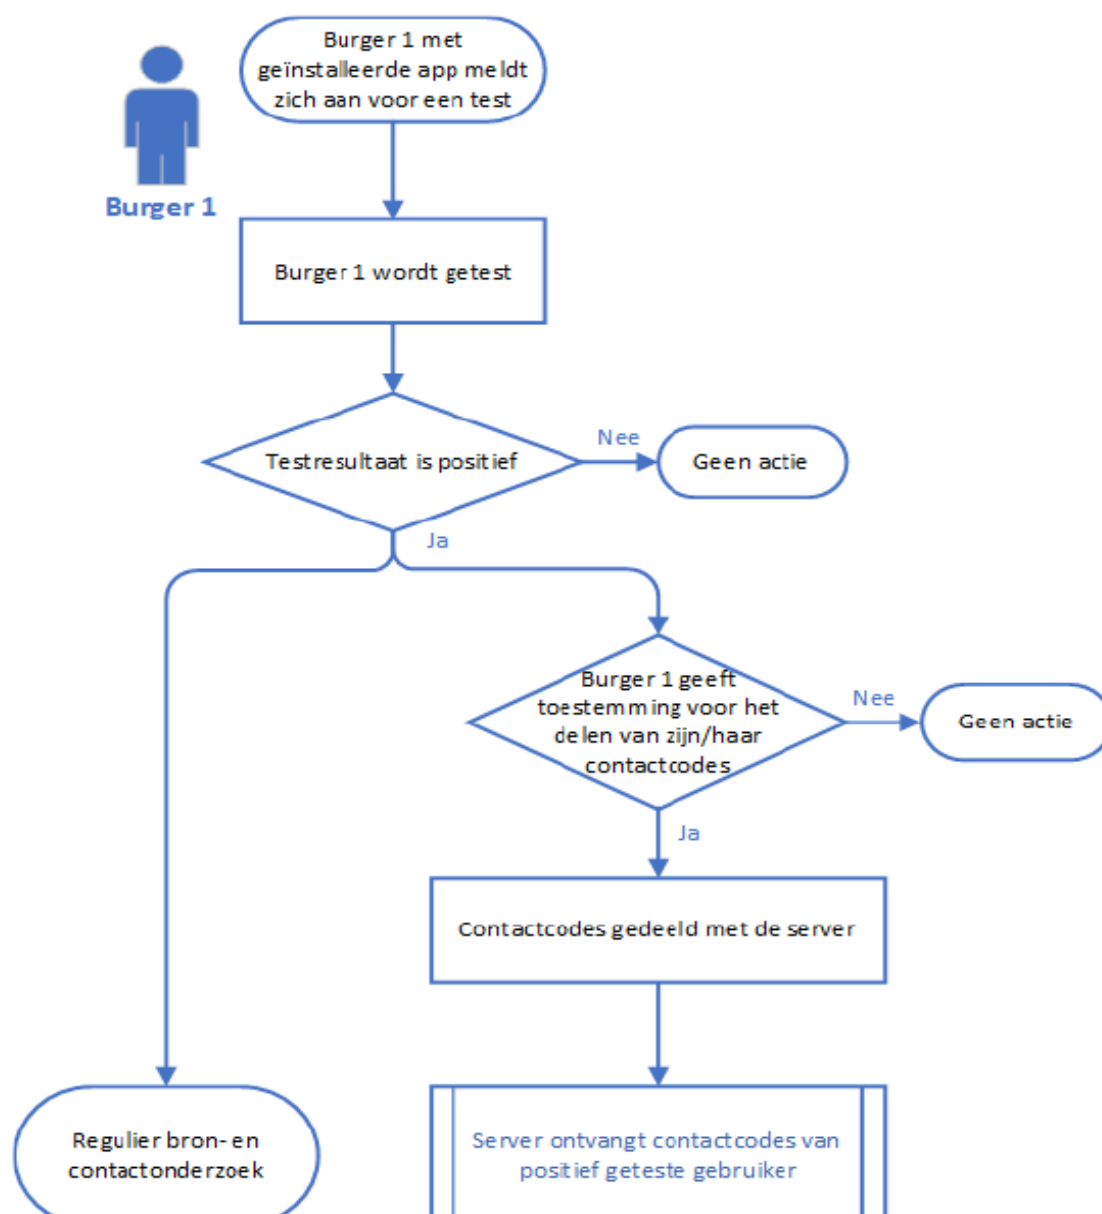 Burger 1 met
geïnstalleerde app meldt
zich aan voor een test
Burger 1
Burger 1 wordt getest
Testresultaat is positief
Nee
Geen actie
Ja
Burger 1 geeft
toestemming voor het
delen van zijn/haar
contactcodes
Nee
Geen actie
Ja
Contactcodes gedeeld met de server
Regulier bron- en
contactonderzoek
Server ontvangt contactcodes van
positief geteste gebruiker